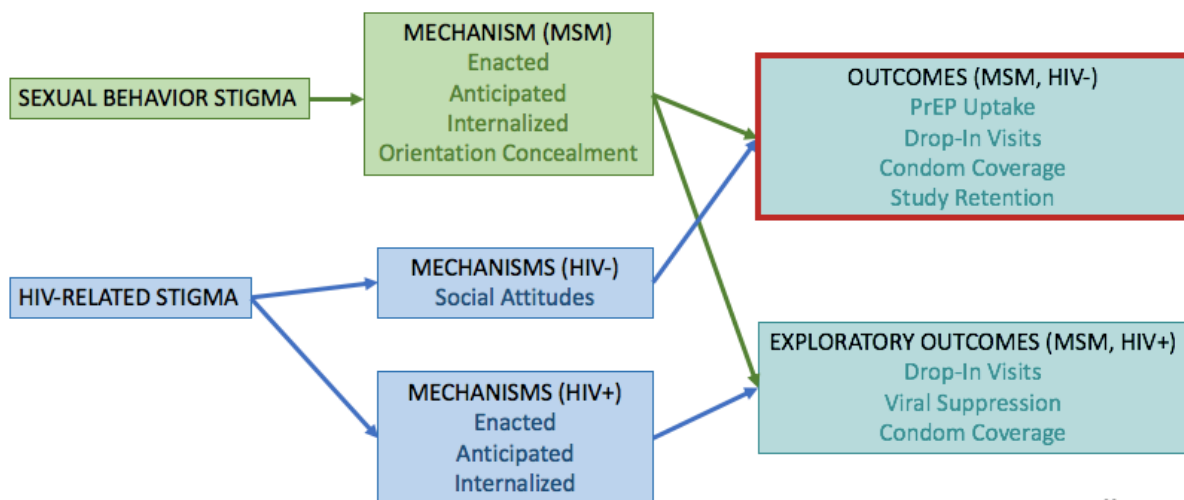 SEXUAL BEHAVIOR STIGMA
MECHANISM (MSM)
Enacted
Anticipated
Internalized
Orientation Concealment
OUTCOMES (MSM, HIV-)
PrEP Uptake
Drop-In Visits
Condom Coverage
Study Retention
HIV-RELATED STIGMA
MECHANISMS (HIV-)
Social Attitudes
MECHANISMS (HIV+)
Enacted
Anticipated
Internalized
EXPLORATORY OUTCOMES (MSM, HIV+)
Drop-In Visits
Viral Suppression
Condom Coverage